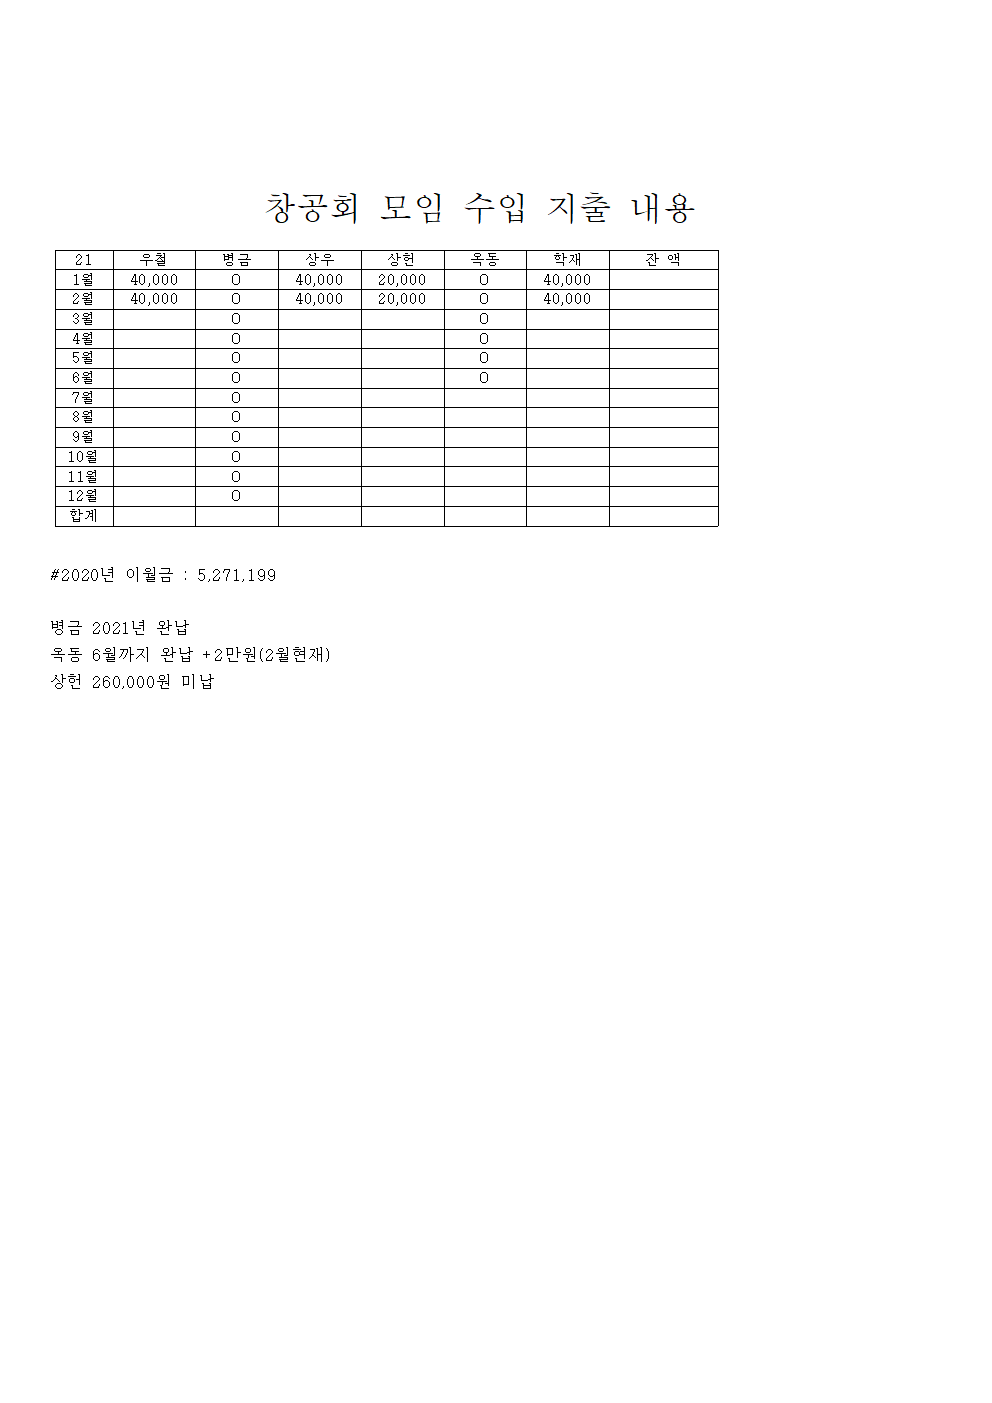 창공회 모임 수입 지출 내용
21 우철 병금 상우 상헌 옥동 학재 잔 액
1월 40,000 O 40,000 20,000 O 40,000
2월 40,000 O 40,000 20,000 O 40,000
3월 O O
4월 O O
5월 O O
6월 O O
7월 O
8월 O
9월 O
10월 O
11월 O
12월 O
합계
#2020년 이월금 : 5,271,199
병금 2021년 완납
옥동 6월까지 완납 +2만원(2월현재)
상헌 260,000원 미납